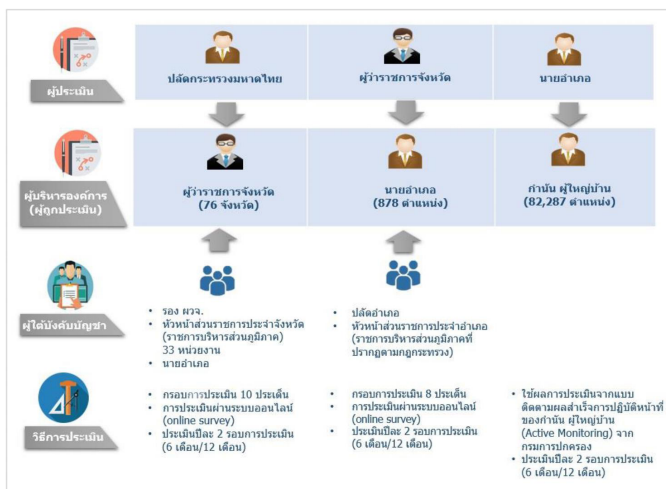 ผู้ประเมิน
ปลัดกระทรวงมหาดไทย
ผู้ว่าราชการจังหวัด
นายอำเภอ
ผู้บริหารองค์การ
(ผู้ถูกประเมิน)
ผู้ว่าราชการจังหวัด
(76 จังหวัด)
นายอำเภอ
(878 ตำแหน่ง)
กำนัน ผู้ใหญ่บ้าน
(82,287 ตำแหน่ง)
ผู้ใต้บังคับบัญชา
• รอง ผวจ.
• หัวหน้าส่วนราชการประจำจังหวัด
(ราชการบริหารส่วนภูมิภาค)
33 หน่วยงาน
• นายอำเภอ
• ปลัดอำเภอ
• หัวหน้าส่วนราชการประจำอำเภอ
(ราชการบริหารส่วนภูมิภาคที่
ปรากฏตามกฎกระทรวง)
วิธีการประเมิน
• กรอบการประเมิน 10 ประเด็น
• การประเมินผ่านระบบออนไลน์
(online survey)
• ประเมินปีละ 2 รอบการประเมิน
(6 เดือน/12 เดือน)
• กรอบการประเมิน 8 ประเด็น
• การประเมินผ่านระบบออนไลน์
(online survey)
• ประเมินปีละ 2 รอบการประเมิน
(6 เดือน/12 เดือน)
• ใช้ผลการประเมินจากแบบ
ติดตามผลสำเร็จการปฏิบัติหน้าที่
ของกำนัน ผู้ใหญ่บ้าน
(Active Monitoring) จาก
กรมการปกครอง
• ประเมินปีละ 2 รอบการประเมิน
(6 เดือน/12 เดือน)